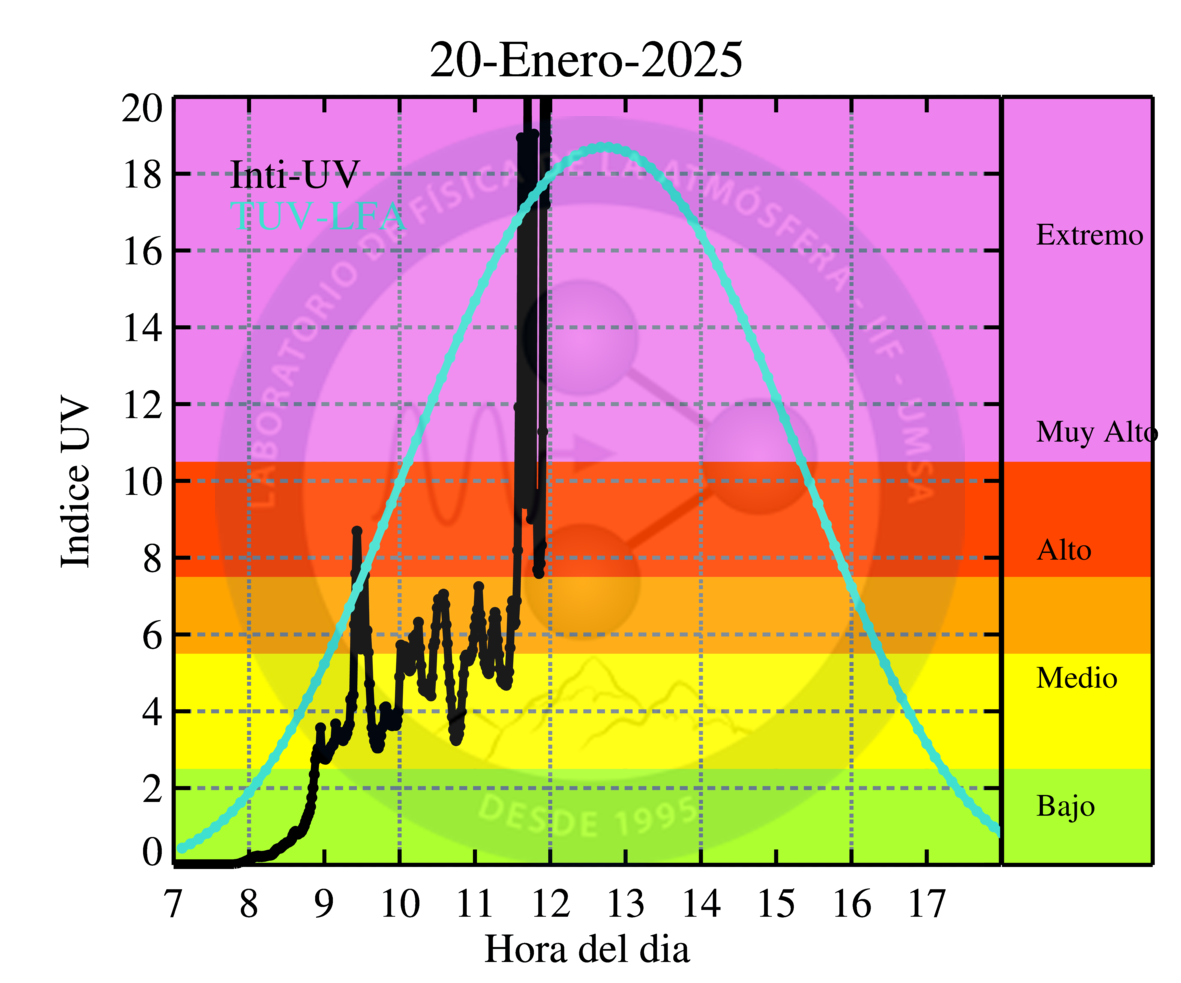 20-Enero-2025
Indice UV
20
18
16
14
12
10
8
6
4
2
0
Inti-UV
TUV-LFA
LABORATORIO DE FÍSICA DE LA ATMÓSFERA - IIF - UMSA
DESDE 1995
Extremo
Muy Alto
Alto
Medio
Bajo
7 8 9 10 11 12 13 14 15 16 17
Hora del dia